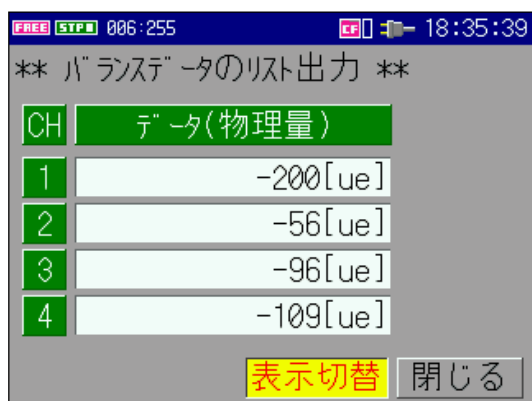 FREE STPD 006:255 CF 18:35:39
** バランスデータのリスト出力 **
CH データ(物理量)
1 -200[ue]
2 -56[ue]
3 -96[ue]
4 -109[ue]
表示切替 閉じる